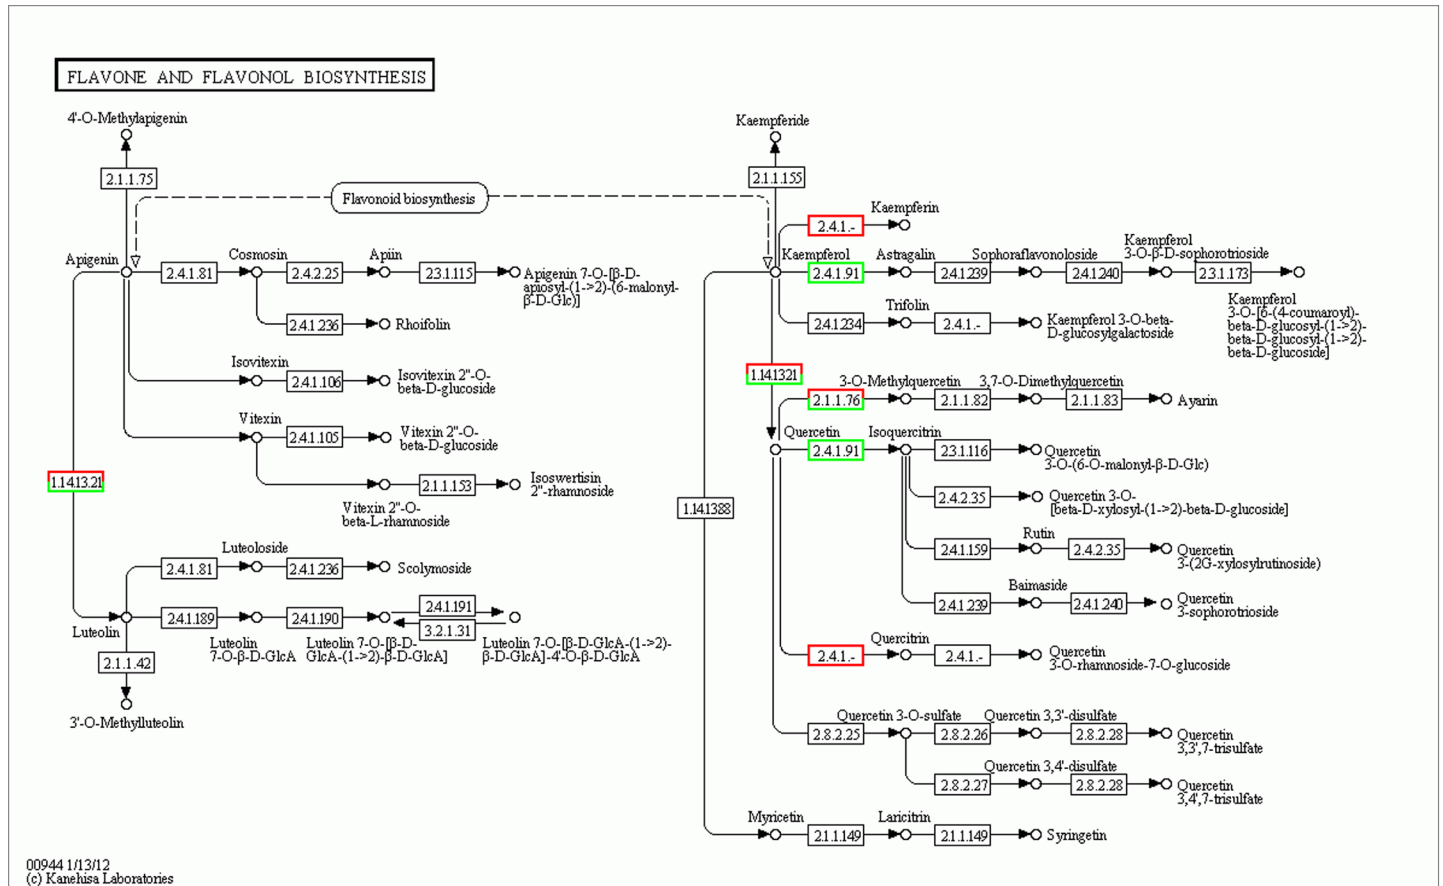 FLAVONE AND FLAVONOL BIOSYNTHESIS
4'-O-Methylapigenin
2.1.1.75
Flavonoid biosynthesis
Apigenin
2.4.1.81
Cosmosin
2.4.2.25
Apiin
2.3.1.115
Apigenin 7-O-[β-D-
apiosyl-(1->2)-(6-malonyl-
β-D-Glc)]
2.4.1.236
Rhoifolin
Isovitexin
2.4.1.106
Isovitexin 2"-O-
beta-D-glucoside
Vitexin
2.4.1.105
Vitexin 2"-O-
beta-D-glucoside
1.14.13.21
Vitexin 2"-O-
beta-L-rhamnoside
2.1.1.153
Isoswertisin
2"-rhamnoside
Luteoloside
2.4.1.81
2.4.1.236
Scolymoside
Luteolin
2.4.1.189
Luteolin
7-O-β-D-GlcA
2.4.1.190
Luteolin 7-O-[β-D-
GlcA-(1->2)-β-D-GlcA]
2.4.1.191
3.2.1.31
Luteolin 7-O-[β-D-GlcA-(1->2)-
β-D-GlcA]-4'-O-β-D-GlcA
2.1.1.42
3'-O-Methylluteolin
Kaempferide
2.1.1.155
2.4.1.-
Kaempferin
Kaempferol
2.4.1.91
Astragalin
2.4.1.239
Sophoraflavonoloside
2.4.1.240
Kaempferol
3-O-β-D-sophorotrioside
2.3.1.173
Kaempferol
3-O-[6-(4-coumaroyl)-
beta-D-glucosyl-(1->2)-
beta-D-glucosyl-(1->2)-
beta-D-glucoside]
2.4.1.234
Trifolin
2.4.1.-
Kaempferol 3-O-beta-
D-glucosylgalactoside
1.14.13.21
2.1.1.76
3-O-Methylquercetin
2.1.1.82
3,7-O-Dimethylquercetin
2.1.1.83
Ayarin
Quercetin
2.4.1.91
Isoquercitrin
2.3.1.116
Quercetin
3-O-(6-O-malonyl-β-D-Glc)
2.4.2.35
Quercetin 3-O-
[beta-D-xylosyl-(1->2)-beta-D-glucoside]
1.14.13.88
2.4.1.159
Rutin
2.4.2.35
Quercetin
3-(2G-xylosylrutinoside)
2.4.1.239
Baimaside
2.4.1.240
Quercetin
3-sophorotrioside
2.4.1.-
Quercitrin
2.4.1.-
Quercetin
3-O-rhamnoside-7-O-glucoside
2.8.2.25
Quercetin 3-O-sulfate
2.8.2.26
Quercetin 3,3'-disulfate
2.8.2.28
Quercetin
3,3',7-trisulfate
2.8.2.27
Quercetin 3,4'-disulfate
2.8.2.28
Quercetin
3,4',7-trisulfate
Myricetin
2.1.1.149
Laricitrin
2.1.1.149
Syringetin
00944 1/13/12
(c) Kanehisa Laboratories